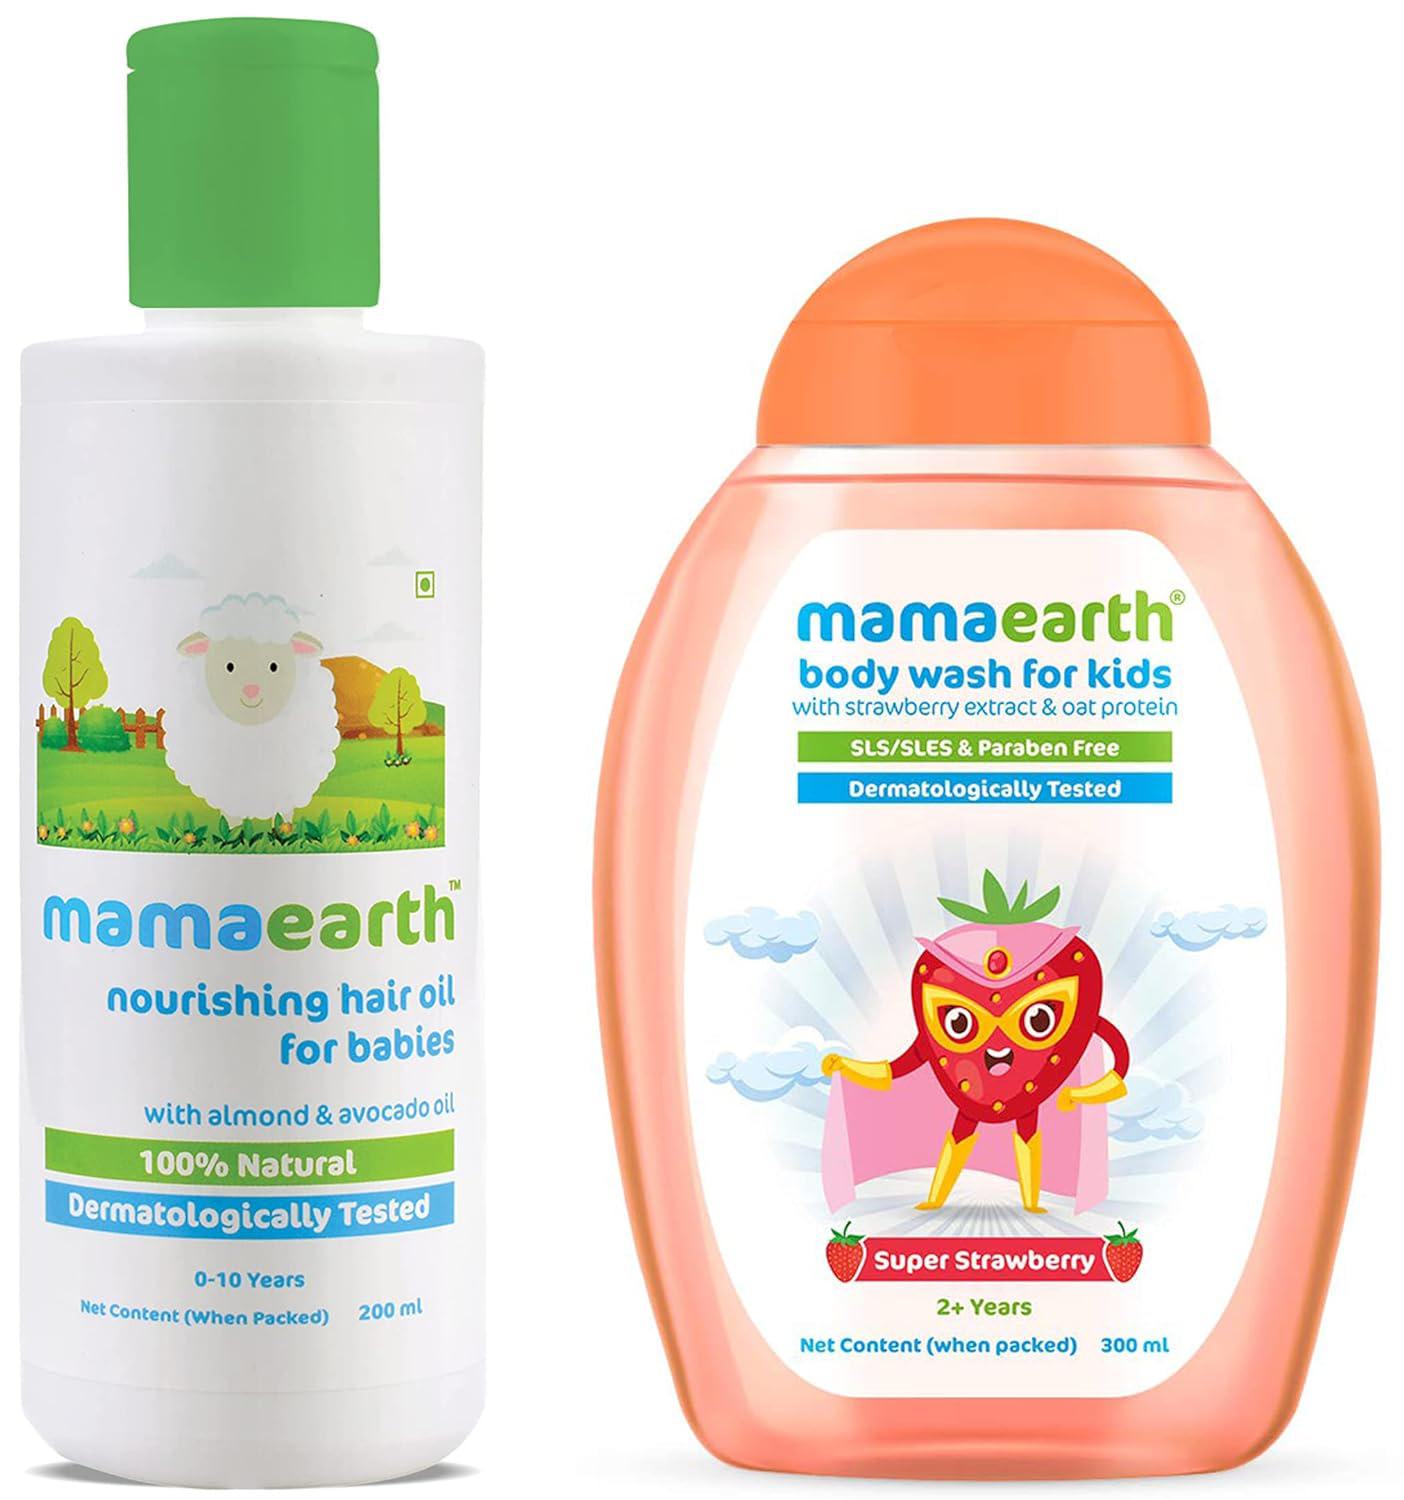 mamaearth™
nourishing hair oil
for babies
with almond & avocado oil
100% Natural
Dermatologically Tested
0-10 Years
Net Content (When Packed) 200 ml
mamaearth®
body wash for kids
with strawberry extract & oat protein
SLS/SLES & Paraben Free
Dermatologically Tested
Super Strawberry
2+ Years
Net Content (when packed) 300 ml